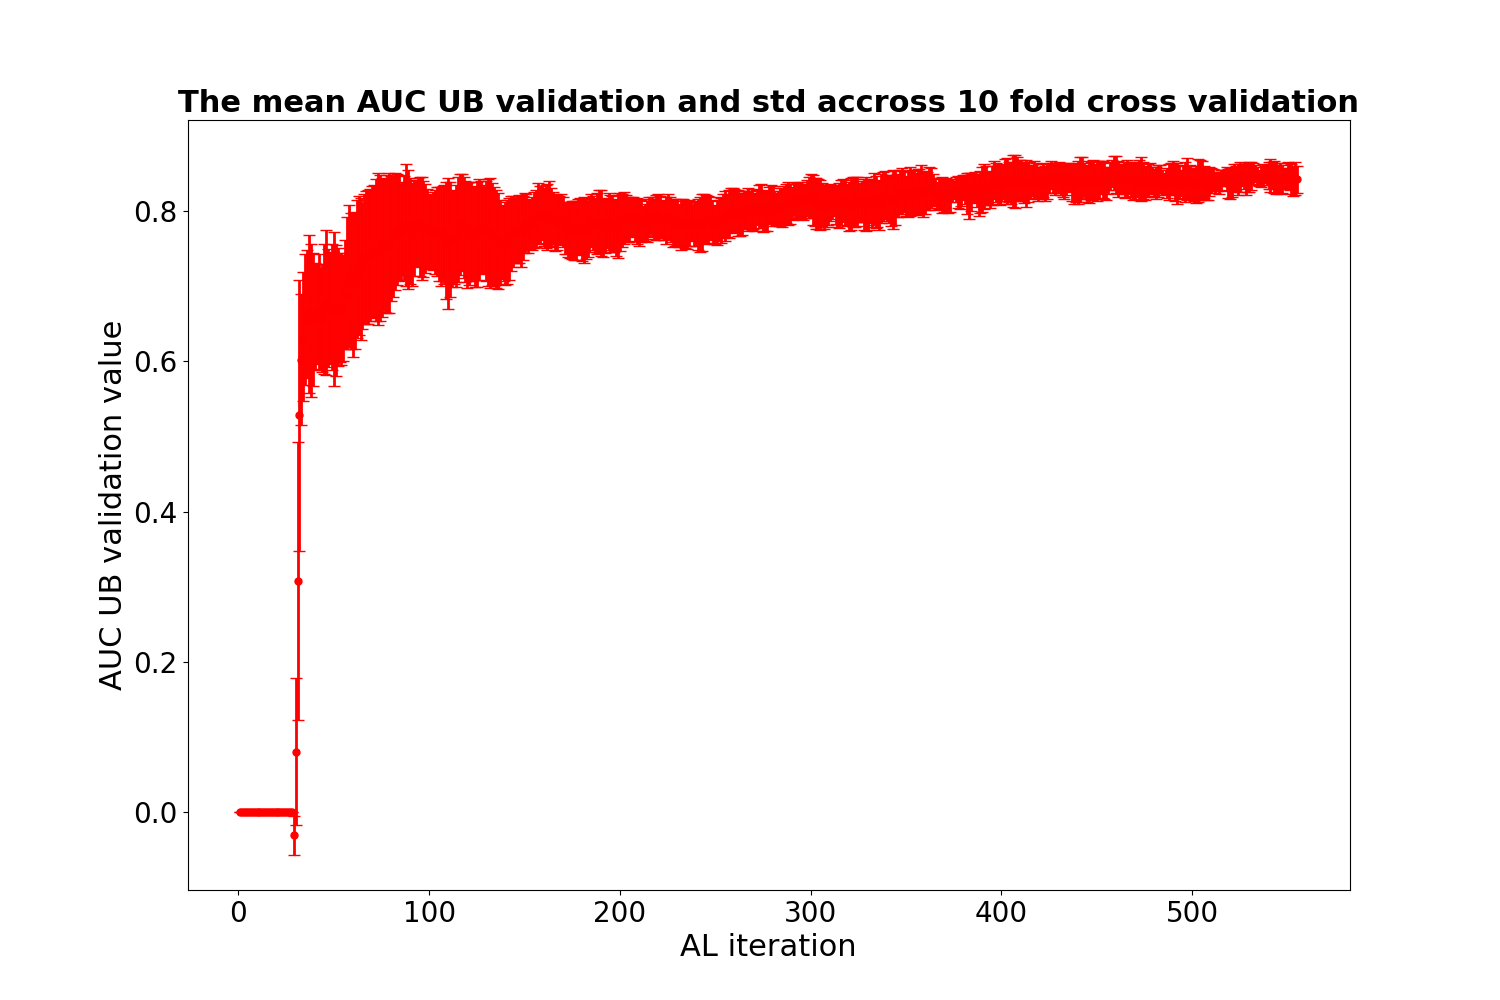 The mean AUC UB validation and std accross 10 fold cross validation
AUC UB validation value
0.8
0.6
0.4
0.2
0.0
0 100 200 300 400 500
AL iteration